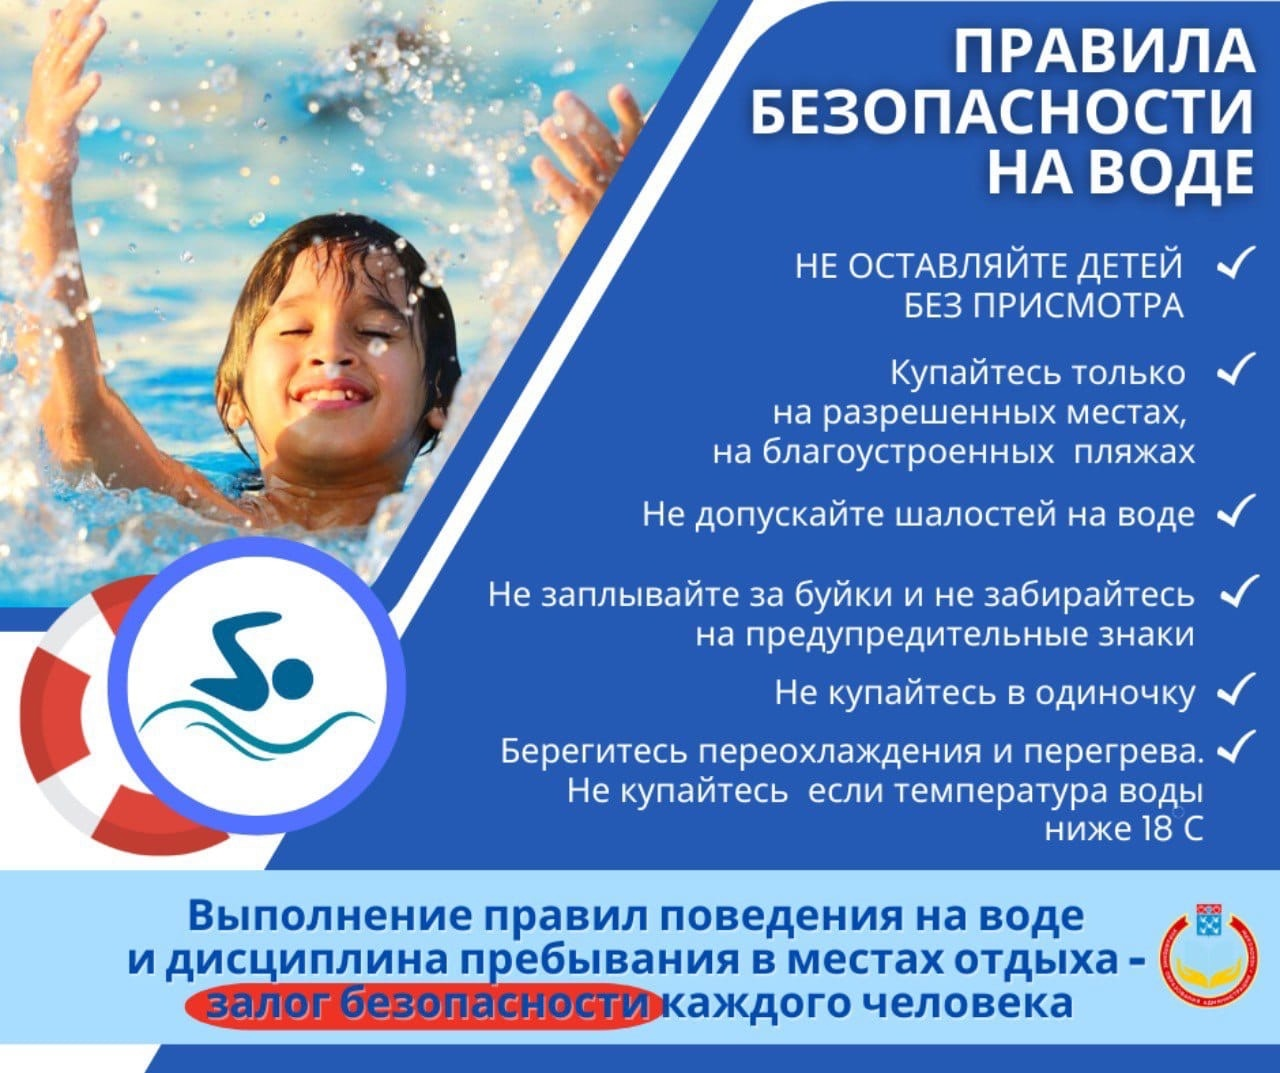 ПРАВИЛА
БЕЗОПАСНОСТИ
НА ВОДЕ
НЕ ОСТАВЛЯЙТЕ ДЕТЕЙ
БЕЗ ПРИСМОТРА
Купайтесь только
на разрешенных местах,
на благоустроенных пляжах
Не допускайте шалостей на воде
Не заплывайте за буйки и не забирайтесь
на предупредительные знаки
Не купайтесь в одиночку
Берегитесь переохлаждения и перегрева.
Не купайтесь если температура воды
ниже 18°С
Выполнение правил поведения на воде
и дисциплина пребывания в местах отдыха -
залог безопасности каждого человека